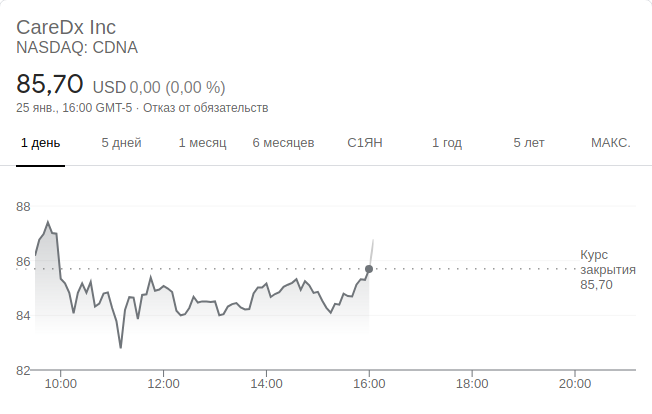 CareDx Inc
NASDAQ: CDNA
85,70 USD 0,00 (0,00 %)
25 янв., 16:00 GMT-5 · Отказ от обязательств
1 день 5 дней 1 месяц 6 месяцев С1ЯН 1 год 5 лет МАКС.
88
86
84
82
Курс
закрытия
85,70
10:00 12:00 14:00 16:00 18:00 20:00